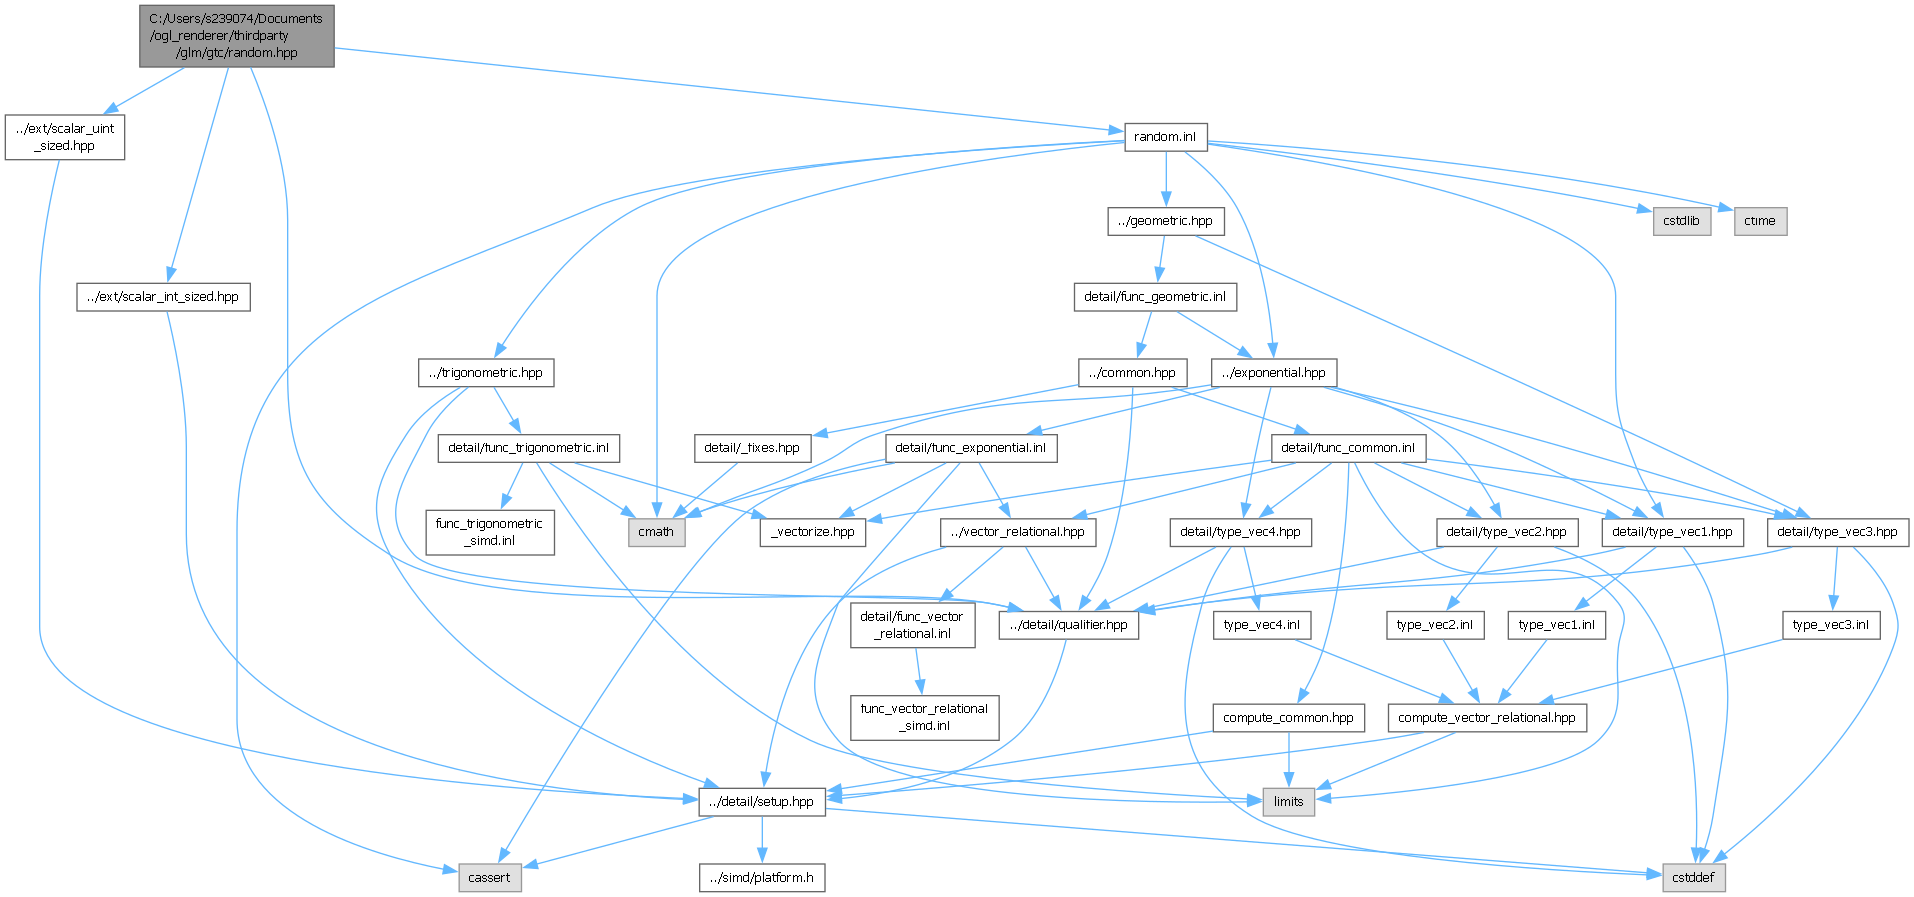 C:/Users/s239074/Documents
/ogl_renderer/thirdparty
/glm/gtc/random.hpp
../ext/scalar_uint
_sized.hpp
random.inl
../geometric.hpp
cstdlib
ctime
../ext/scalar_int_sized.hpp
detail/func_geometric.inl
../trigonometric.hpp
../common.hpp
../exponential.hpp
detail/func_trigonometric.inl
detail/_fixes.hpp
detail/func_exponential.inl
detail/func_common.inl
func_trigonometric
_simd.inl
cmath
_vectorize.hpp
../vector_relational.hpp
detail/type_vec4.hpp
detail/type_vec2.hpp
detail/type_vec1.hpp
detail/type_vec3.hpp
detail/func_vector
_relational.inl
../detail/qualifier.hpp
type_vec4.inl
type_vec2.inl
type_vec1.inl
type_vec3.inl
func_vector_relational
_simd.inl
compute_common.hpp
compute_vector_relational.hpp
../detail/setup.hpp
limits
cassert
../simd/platform.h
cstddef